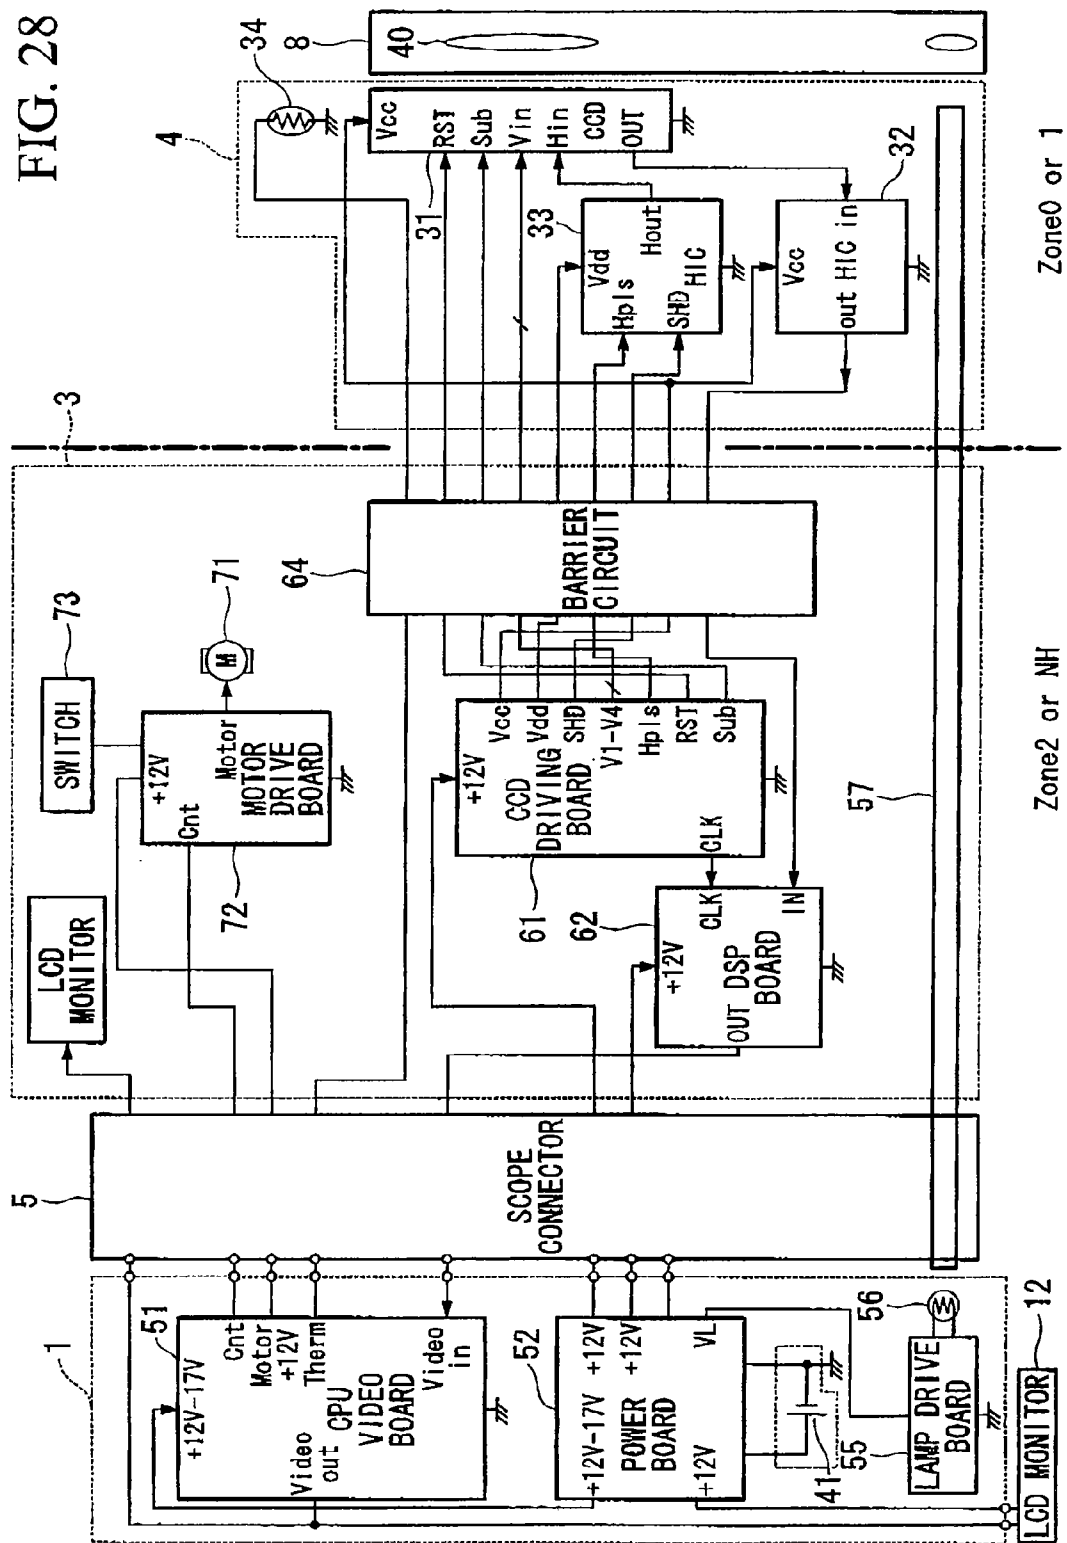 FIG. 28
1
5
3
4
34
8
40
LCD
MONITOR
SWITCH
73
+12V
Cnt
Motor
MOTOR
DRIVE
BOARD
72
M
71
64
BARRIER
CIRCUIT
Vcc
RST
Sub
Vin
Hin
CCD
OUT
31
33
Vdd
Hpls
Hout
SHD
HIC
32
Vcc
out HIC in
+12V
CCD
DRIVING
BOARD
Vcc
Vdd
SHD
V1-V4
Hpls
RST
Sub
CLK
61
62
+12V
CLK
OUT DSP
BOARD
IN
57
SCOPE
CONNECTOR
51
+12V-17V
Cnt
Motor
+12V
Therm
CPU
VIDEO
BOARD
Video
out
Video
in
52
+12V
+12V
+12V-17V
POWER
BOARD
+12V
VL
41
55
LAMP DRIVE
BOARD
56
12
LCD MONITOR
Zone2 or NH
Zone0 or 1